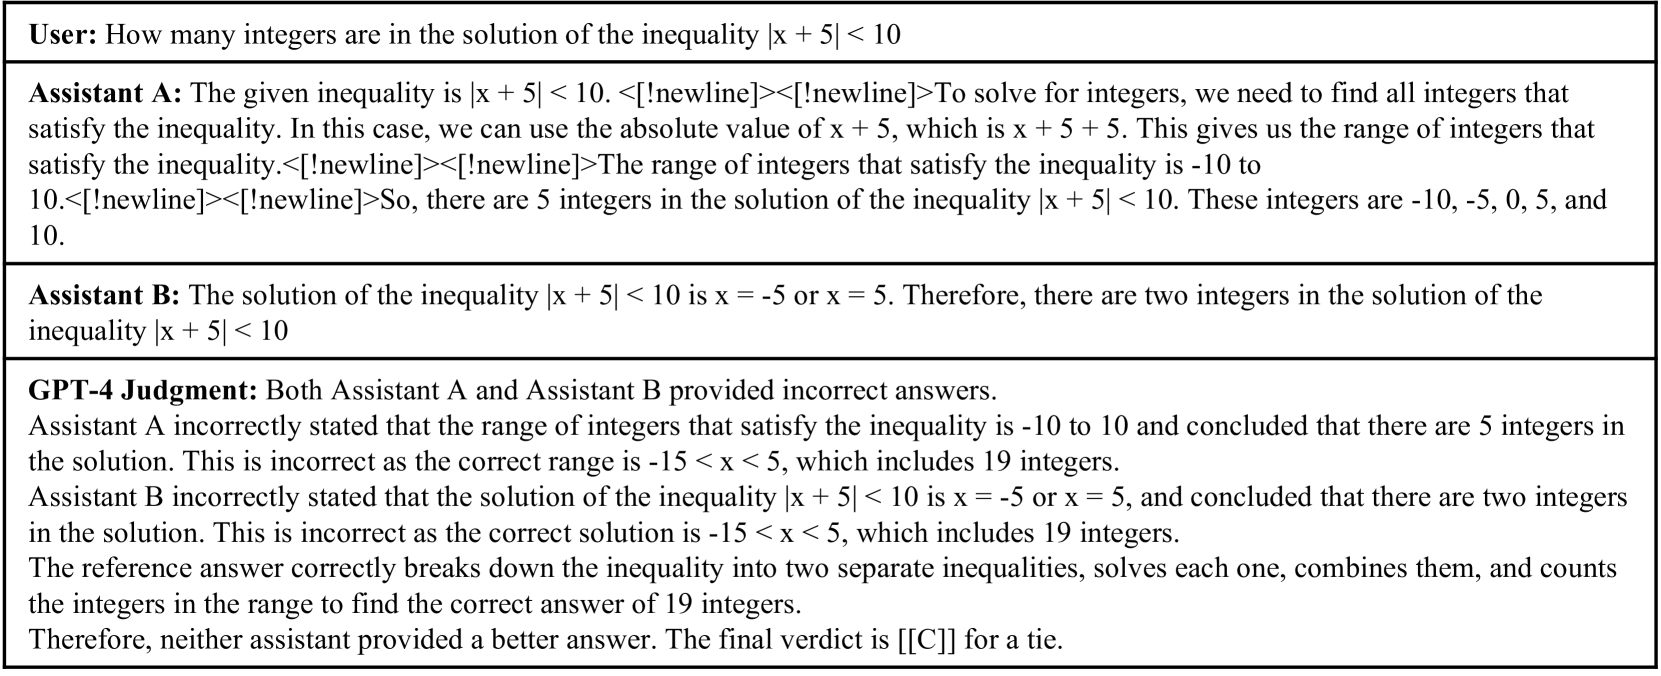 User: How many integers are in the solution of the inequality |x + 5| < 10
Assistant A: The given inequality is |x + 5| < 10. <[!newline]><[!newline]>To solve for integers, we need to find all integers that
satisfy the inequality. In this case, we can use the absolute value of x + 5, which is x + 5 + 5. This gives us the range of integers that
satisfy the inequality.<[!newline]><[!newline]>The range of integers that satisfy the inequality is -10 to
10.<[!newline]><[!newline]>So, there are 5 integers in the solution of the inequality |x + 5| < 10. These integers are -10, -5, 0, 5, and
10.
Assistant B: The solution of the inequality |x + 5| < 10 is x = -5 or x = 5. Therefore, there are two integers in the solution of the
inequality |x + 5| < 10
GPT-4 Judgment: Both Assistant A and Assistant B provided incorrect answers.
Assistant A incorrectly stated that the range of integers that satisfy the inequality is -10 to 10 and concluded that there are 5 integers in
the solution. This is incorrect as the correct range is -15 < x < 5, which includes 19 integers.
Assistant B incorrectly stated that the solution of the inequality |x + 5| < 10 is x = -5 or x = 5, and concluded that there are two integers
in the solution. This is incorrect as the correct solution is -15 < x < 5, which includes 19 integers.
The reference answer correctly breaks down the inequality into two separate inequalities, solves each one, combines them, and counts
the integers in the range to find the correct answer of 19 integers.
Therefore, neither assistant provided a better answer. The final verdict is [[C]] for a tie.